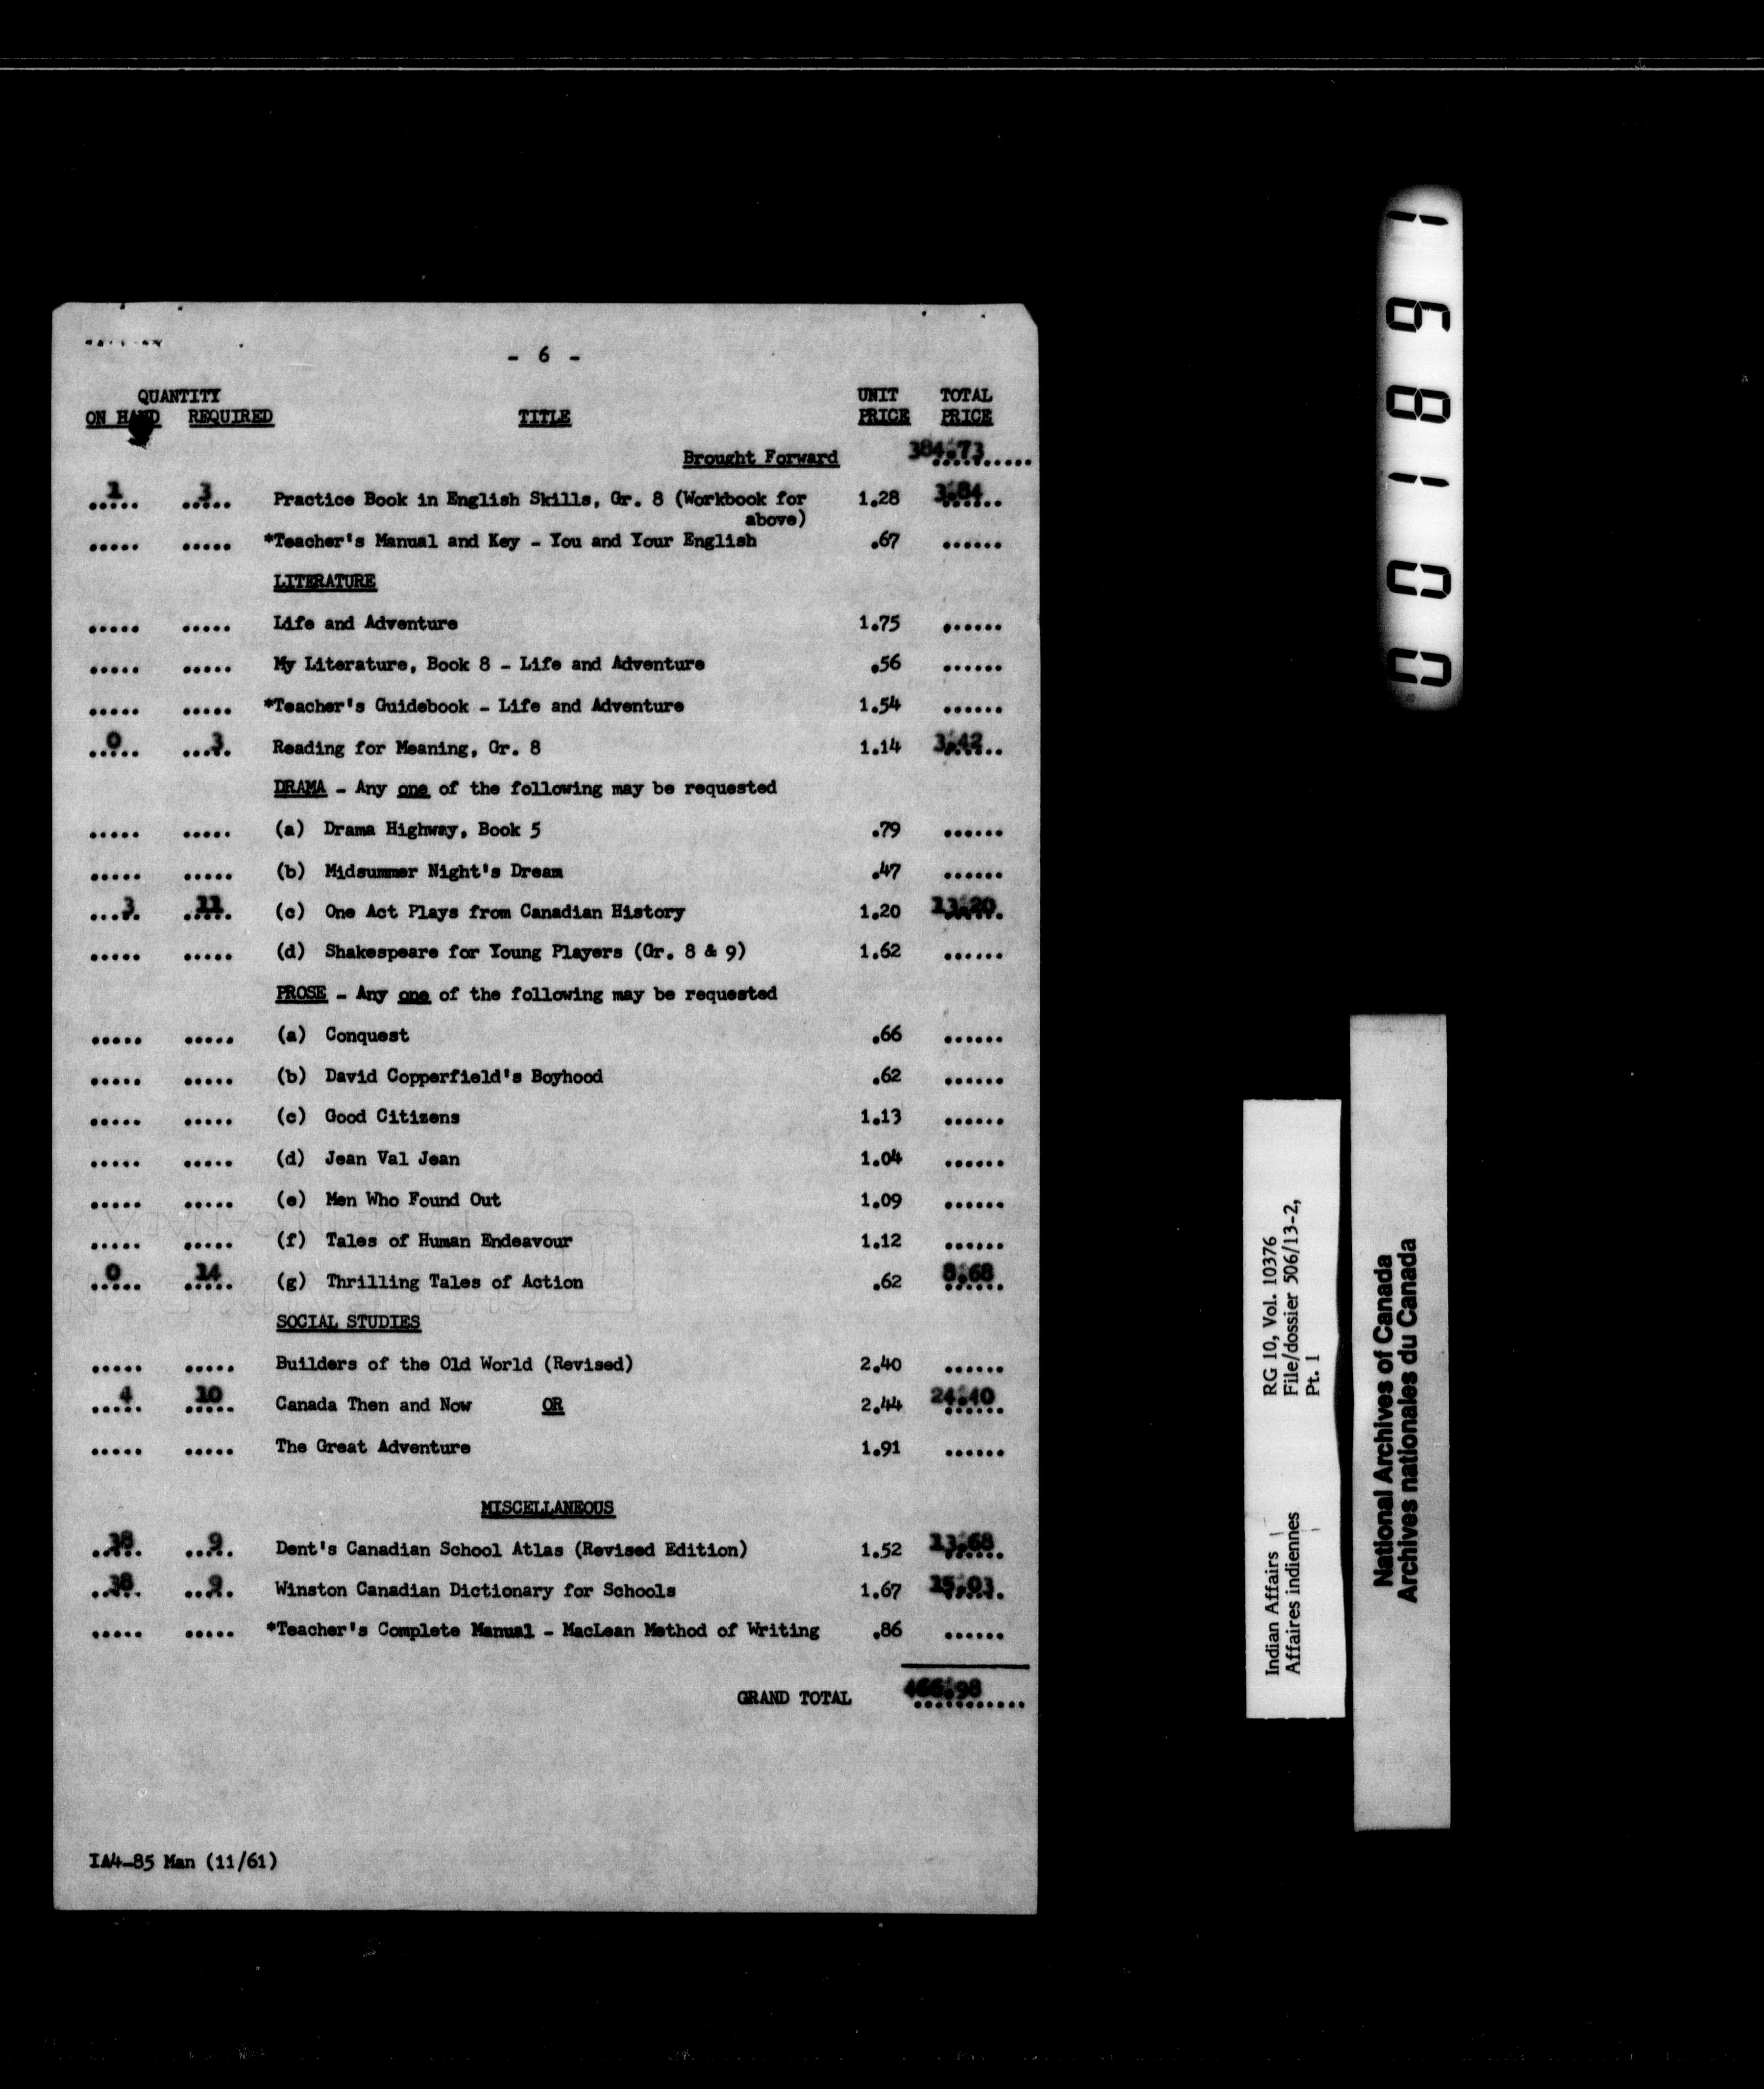 - 6 -
QUANTITY UNIT TOTAL
ON HAND REQUIRED TITLE PRICE PRICE
Brought Forward 384.73
1 3 Practice Book in English Skills, Gr. 8 (Workbook for 1.28 3.84
above)
..... ..... *Teacher's Manual and Key - You and Your English .67 ......
LITERATURE
..... ..... Life and Adventure 1.75 ......
..... ..... My Literature, Book 8 - Life and Adventure .56 ......
..... ..... *Teacher's Guidebook - Life and Adventure 1.54 ......
0 3 Reading for Meaning, Gr. 8 1.14 3.42
DRAMA - Any one of the following may be requested
..... ..... (a) Drama Highway, Book 5 .79 ......
..... ..... (b) Midsummer Night's Dream .47 ......
3 11 (c) One Act Plays from Canadian History 1.20 13.20
..... ..... (d) Shakespeare for Young Players (Gr. 8 & 9) 1.62 ......
PROSE - Any one of the following may be requested
..... ..... (a) Conquest .66 ......
..... ..... (b) David Copperfield's Boyhood .62 ......
..... ..... (c) Good Citizens 1.13 ......
..... ..... (d) Jean Val Jean 1.04 ......
..... ..... (e) Men Who Found Out 1.09 ......
..... ..... (f) Tales of Human Endeavour 1.12 ......
0 14 (g) Thrilling Tales of Action .62 8.68
SOCIAL STUDIES
..... ..... Builders of the Old World (Revised) 2.40 ......
4 10 Canada Then and Now OR 2.44 24.40
..... ..... The Great Adventure 1.91 ......
MISCELLANEOUS
38 9 Dent's Canadian School Atlas (Revised Edition) 1.52 13.68
38 9 Winston Canadian Dictionary for Schools 1.67 15.03
..... ..... *Teacher's Complete Manual - MacLean Method of Writing .86 ......
GRAND TOTAL 466.98
IA4-85 Man (11/61)
001891
Indian Affairs RG 10, Vol. 10376
Affaires indiennes File/dossier 506/13-2,
Pt. 1
National Archives of Canada
Archives nationales du Canada